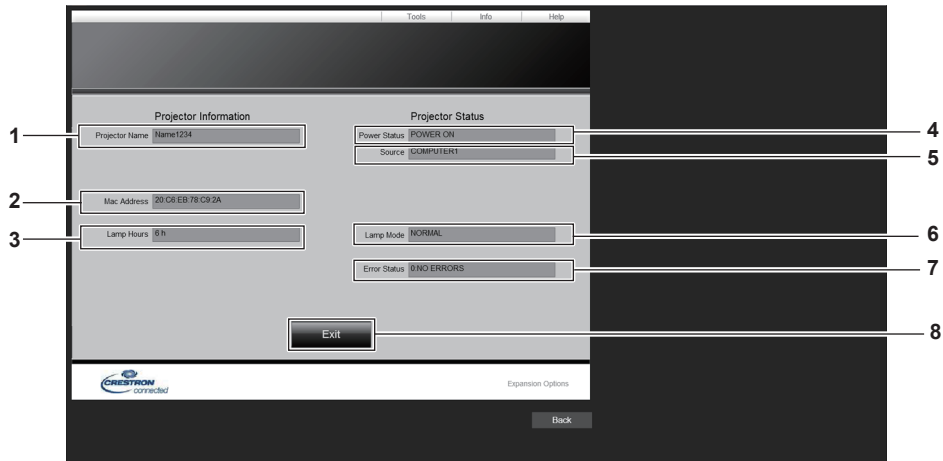 Tools Info Help
Projector Information Projector Status
1 Projector Name Name1234 Power Status POWER ON 4
Source COMPUTER1 5
2 Mac Address 20:C6:EB:78:C9:2A
3 Lamp Hours 6 h Lamp Mode NORMAL 6
Error Status 0:NO ERRORS 7
Exit 8
CRESTRON
connected Expansion Options
Back